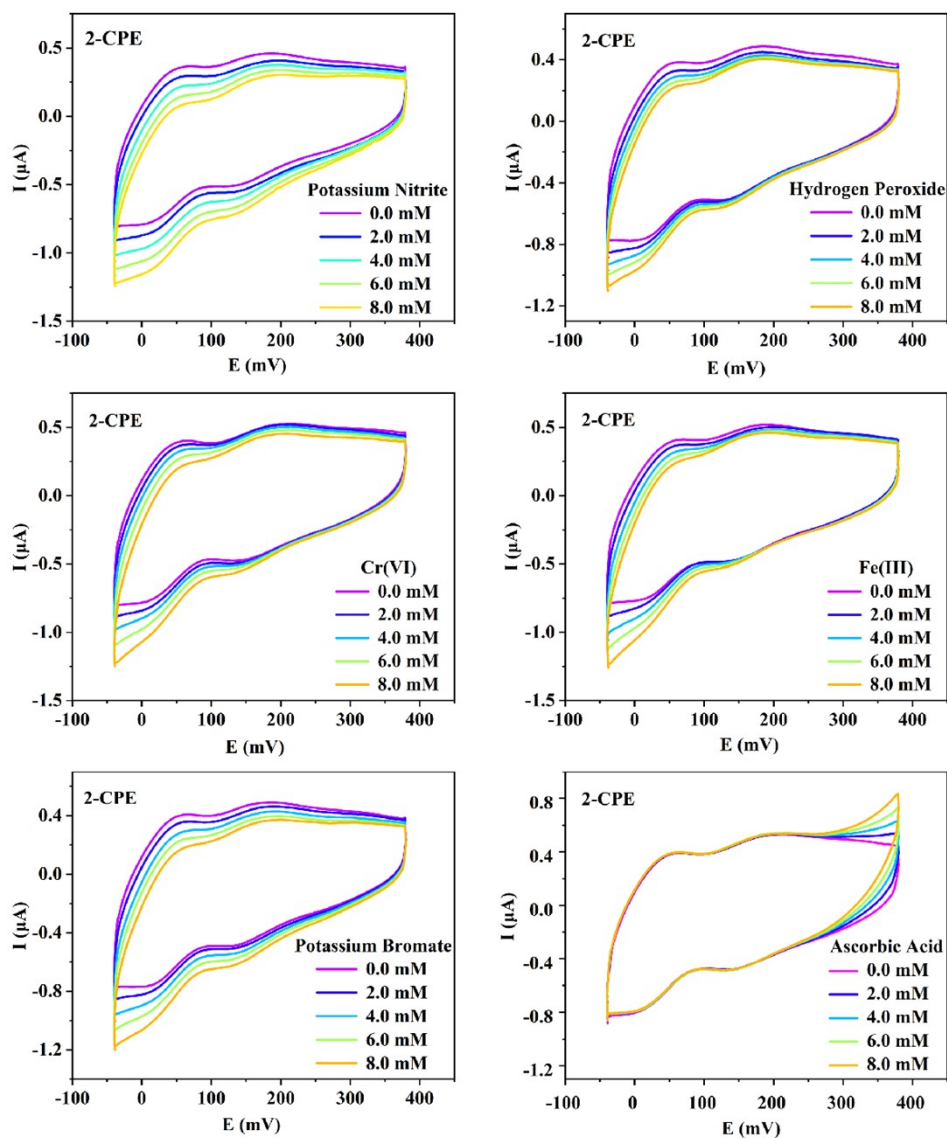 2-CPE
0.5
0.0
-0.5
-1.0
-1.5
I (µA)
Potassium Nitrite
0.0 mM
2.0 mM
4.0 mM
6.0 mM
8.0 mM
-100 0 100 200 300 400
E (mV)
2-CPE
0.4
0.0
-0.4
-0.8
-1.2
I (µA)
Hydrogen Peroxide
0.0 mM
2.0 mM
4.0 mM
6.0 mM
8.0 mM
-100 0 100 200 300 400
E (mV)
2-CPE
0.5
0.0
-0.5
-1.0
-1.5
I (µA)
Cr(VI)
0.0 mM
2.0 mM
4.0 mM
6.0 mM
8.0 mM
-100 0 100 200 300 400
E (mV)
2-CPE
0.5
0.0
-0.5
-1.0
-1.5
I (µA)
Fe(III)
0.0 mM
2.0 mM
4.0 mM
6.0 mM
8.0 mM
-100 0 100 200 300 400
E (mV)
2-CPE
0.4
0.0
-0.4
-0.8
-1.2
I (µA)
Potassium Bromate
0.0 mM
2.0 mM
4.0 mM
6.0 mM
8.0 mM
-100 0 100 200 300 400
E (mV)
2-CPE
0.8
0.4
0.0
-0.4
-0.8
-1.2
I (µA)
Ascorbic Acid
0.0 mM
2.0 mM
4.0 mM
6.0 mM
8.0 mM
-100 0 100 200 300 400
E (mV)